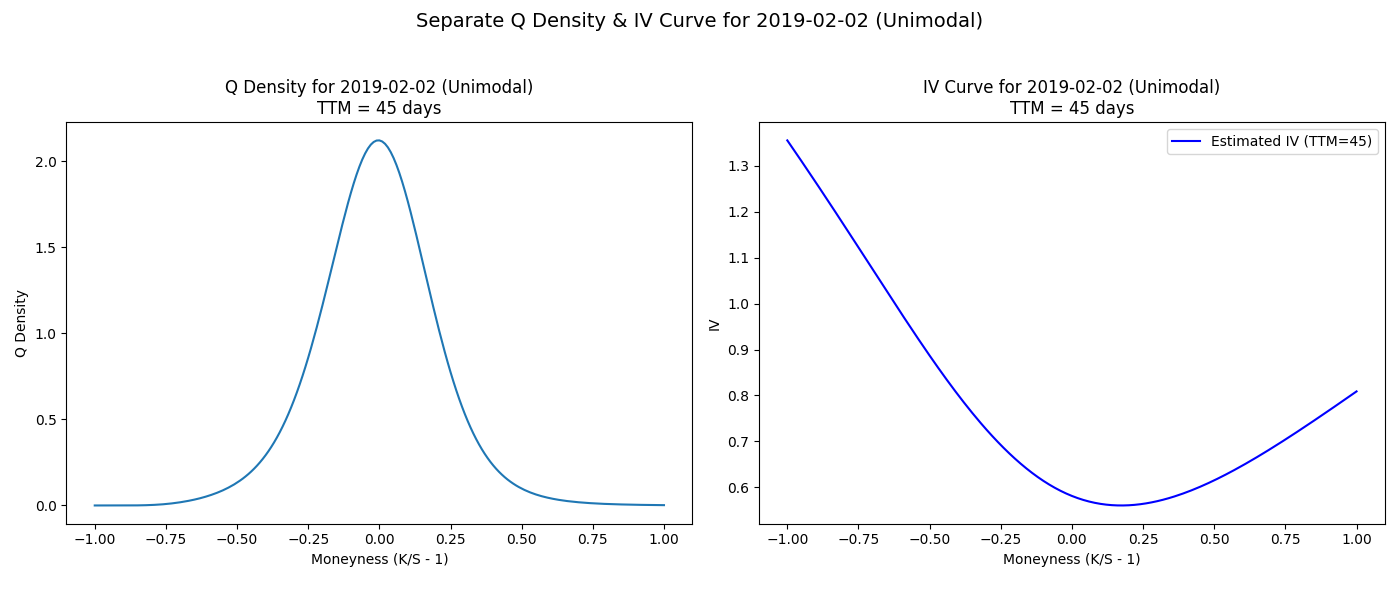 Separate Q Density & IV Curve for 2019-02-02 (Unimodal)
Q Density for 2019-02-02 (Unimodal)
TTM = 45 days
2.0
1.5
1.0
0.5
0.0
Q Density
−1.00 −0.75 −0.50 −0.25 0.00 0.25 0.50 0.75 1.00
Moneyness (K/S - 1)
IV Curve for 2019-02-02 (Unimodal)
TTM = 45 days
Estimated IV (TTM=45)
1.3
1.2
1.1
1.0
0.9
0.8
0.7
0.6
IV
−1.00 −0.75 −0.50 −0.25 0.00 0.25 0.50 0.75 1.00
Moneyness (K/S - 1)